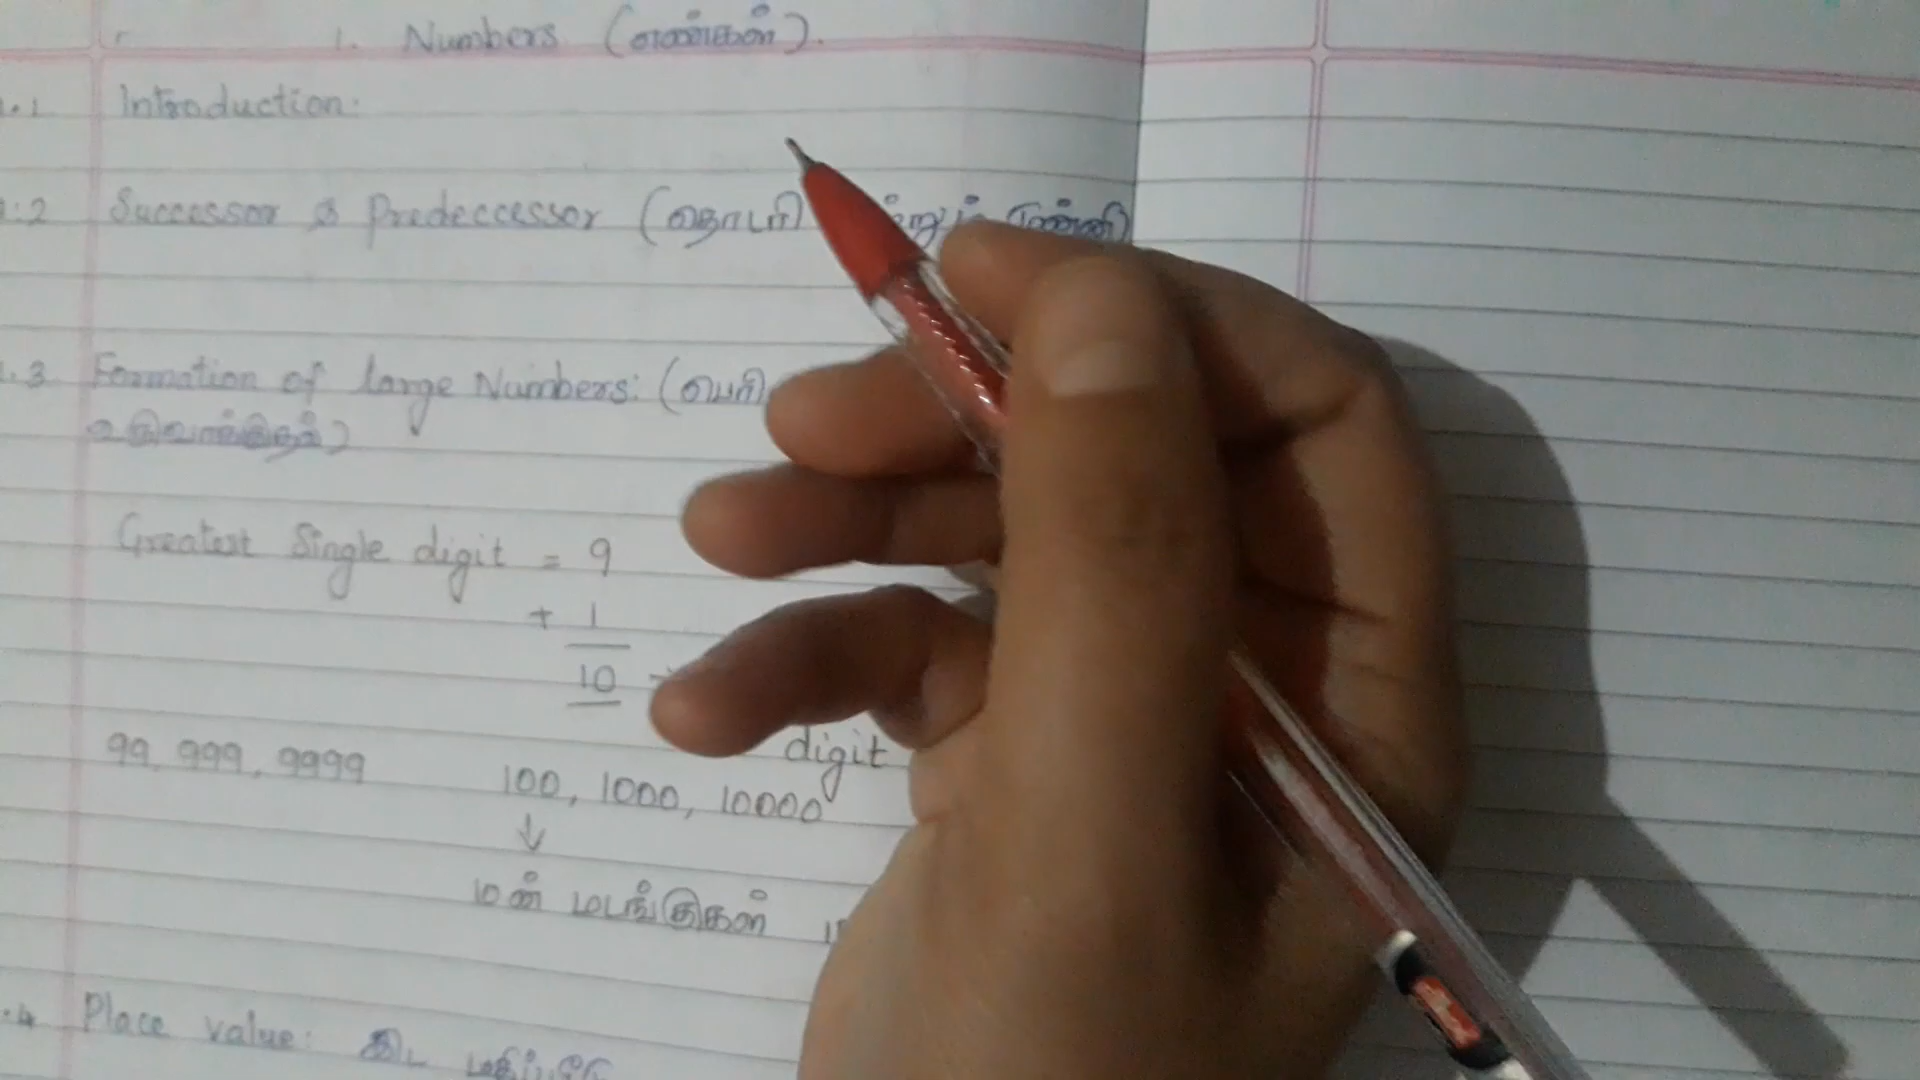 1. Numbers (எண்கள்).
1.1 Introduction:
1.2 Successor & Predeccessor (தொடரி முன்னி)
1.3 Formation of large Numbers: (பெரி
உருவாக்குதல்)
Greatest Single digit = 9
+ 1
10
digit
99, 999, 9999 100, 1000, 10000
↓
10ன் மடங்குகள்
.4 Place value: இட மதிப்பு